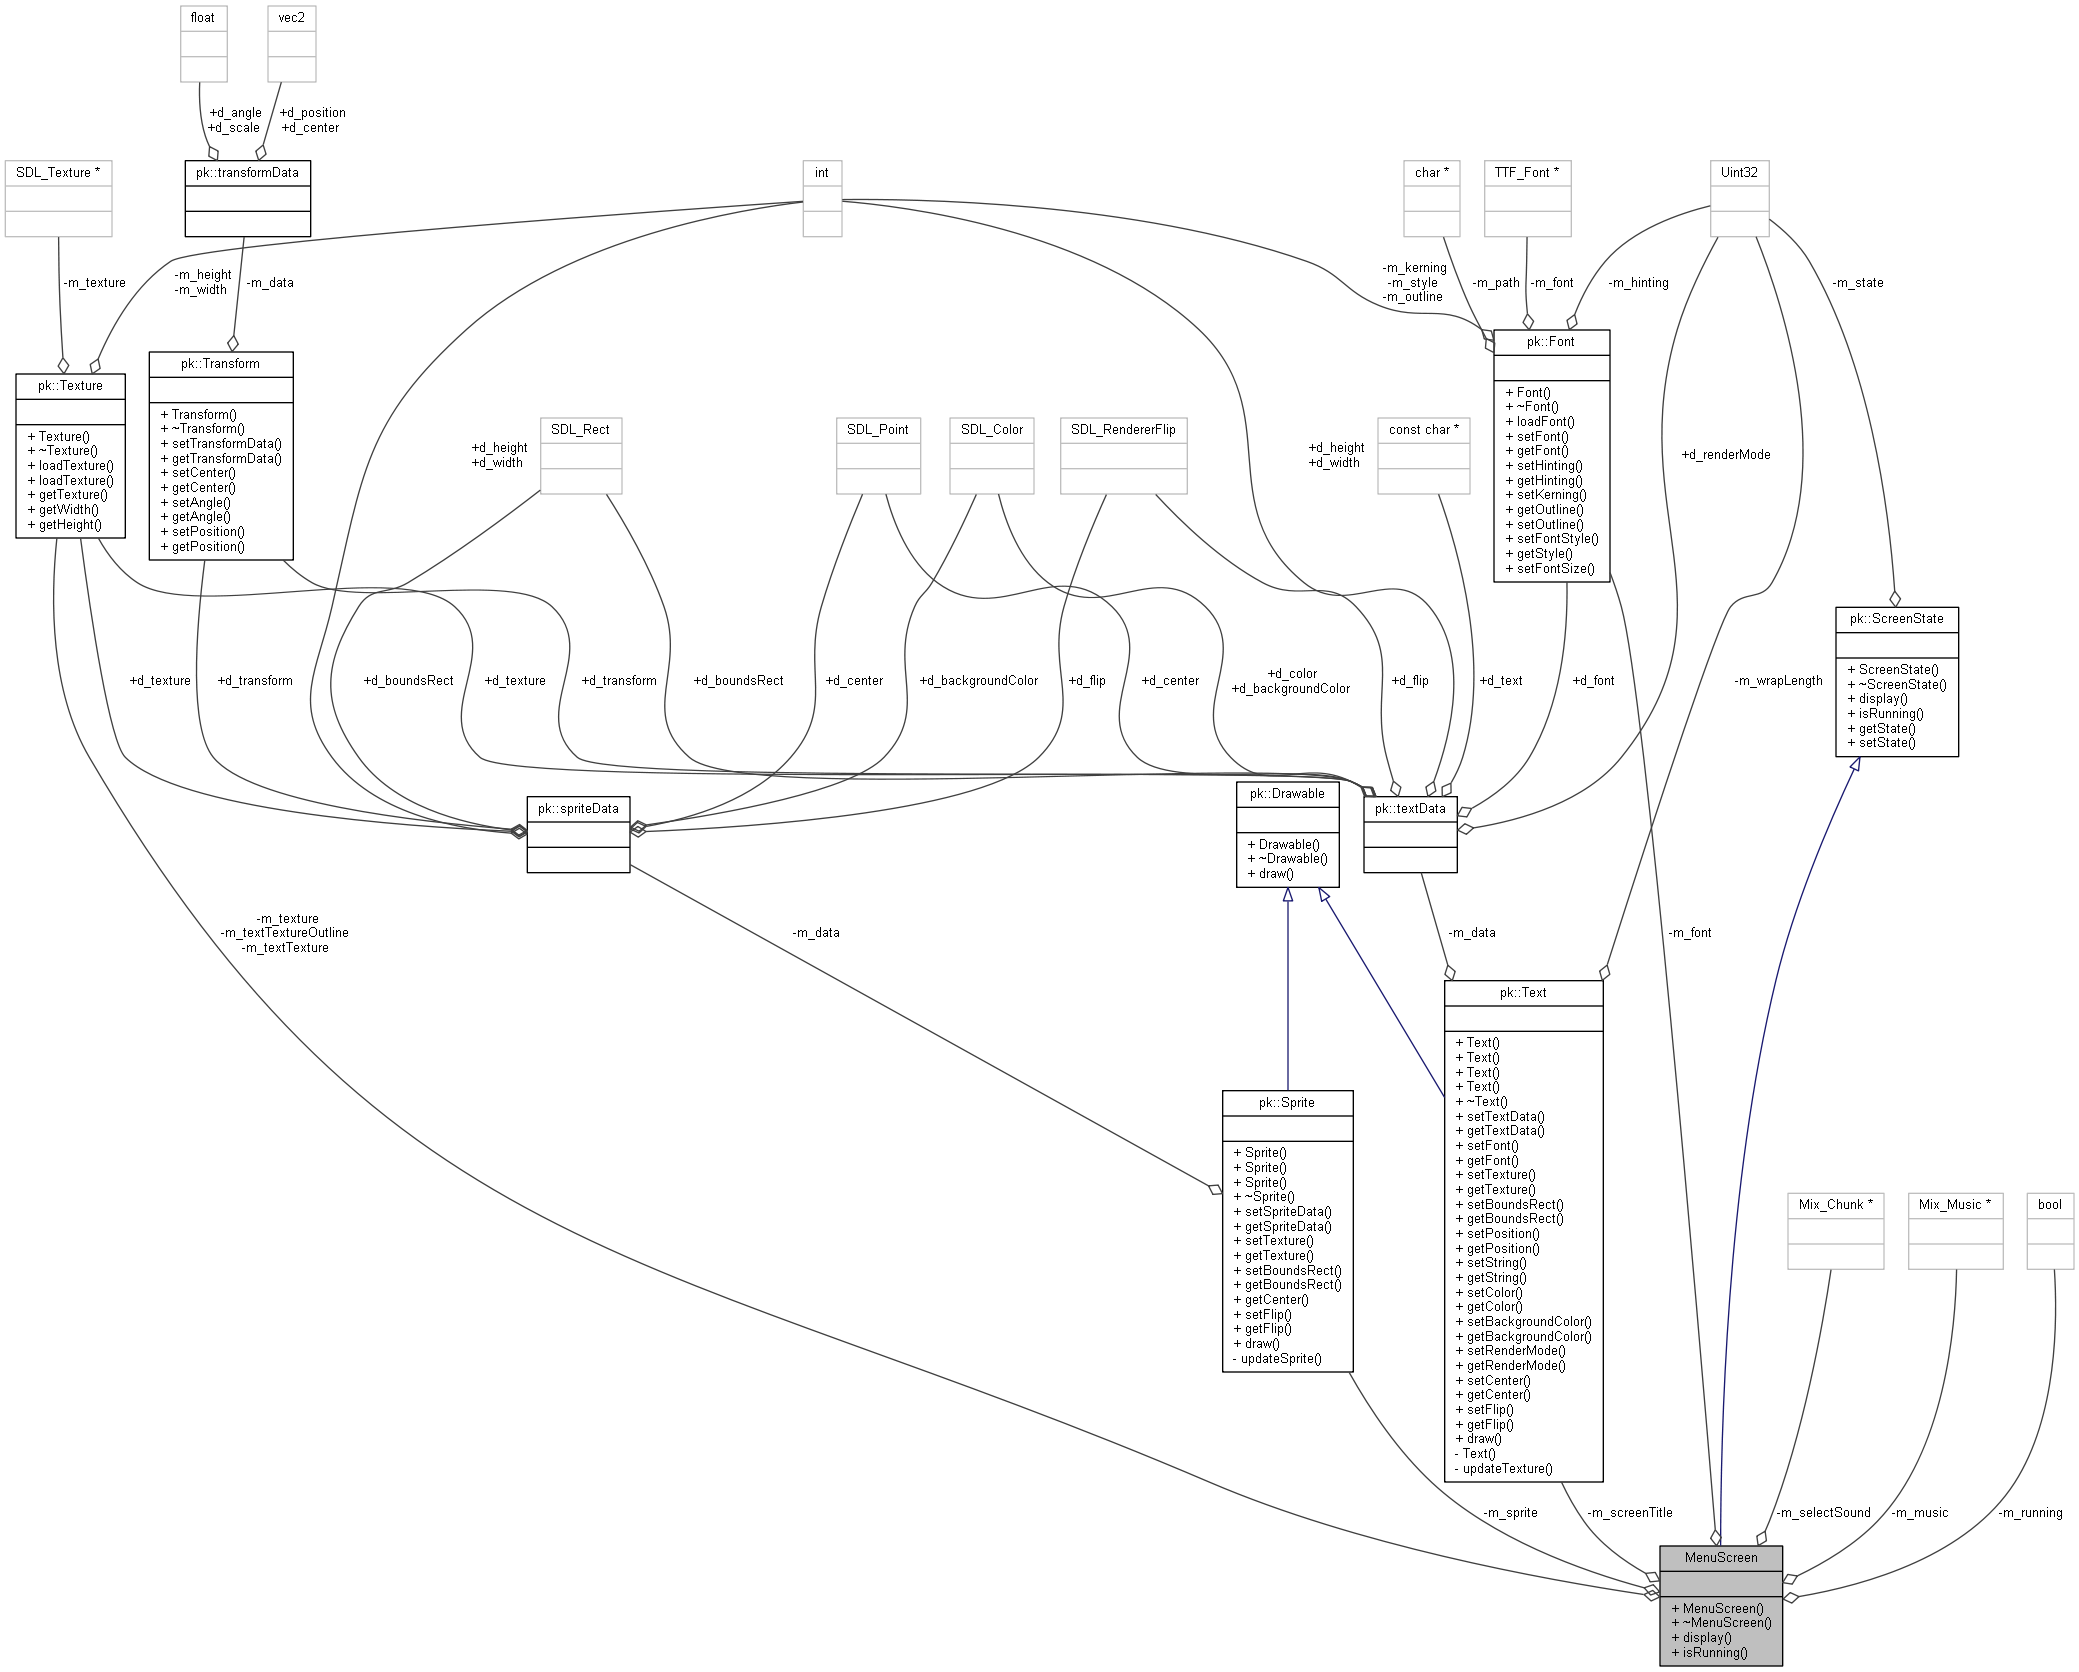 float
vec2
+d_angle
+d_scale
+d_position
+d_center
SDL_Texture *
pk::transformData
int
char *
TTF_Font *
Uint32
-m_texture
-m_height
-m_width
-m_data
-m_kerning
-m_style
-m_outline
-m_path
-m_font
-m_hinting
-m_state
pk::Texture
+ Texture()
+ ~Texture()
+ loadTexture()
+ loadTexture()
+ getTexture()
+ getWidth()
+ getHeight()
pk::Transform
+ Transform()
+ ~Transform()
+ setTransformData()
+ getTransformData()
+ setCenter()
+ getCenter()
+ setAngle()
+ getAngle()
+ setPosition()
+ getPosition()
+d_height
+d_width
SDL_Rect
SDL_Point
SDL_Color
SDL_RendererFlip
+d_height
+d_width
const char *
pk::Font
+ Font()
+ ~Font()
+ loadFont()
+ setFont()
+ getFont()
+ setHinting()
+ getHinting()
+ setKerning()
+ getOutline()
+ setOutline()
+ setFontStyle()
+ getStyle()
+ setFontSize()
+d_renderMode
pk::ScreenState
+ ScreenState()
+ ~ScreenState()
+ display()
+ isRunning()
+ getState()
+ setState()
+d_texture
+d_transform
+d_boundsRect
+d_texture
+d_transform
+d_boundsRect
+d_center
+d_backgroundColor
+d_flip
+d_center
+d_color
+d_backgroundColor
+d_flip
+d_text
+d_font
-m_wrapLength
pk::spriteData
pk::Drawable
+ Drawable()
+ ~Drawable()
+ draw()
pk::textData
-m_texture
-m_textTextureOutline
-m_textTexture
-m_data
-m_data
-m_font
pk::Sprite
+ Sprite()
+ Sprite()
+ Sprite()
+ ~Sprite()
+ setSpriteData()
+ getSpriteData()
+ setTexture()
+ getTexture()
+ setBoundsRect()
+ getBoundsRect()
+ getCenter()
+ setFlip()
+ getFlip()
+ draw()
- updateSprite()
pk::Text
+ Text()
+ Text()
+ Text()
+ Text()
+ ~Text()
+ setTextData()
+ getTextData()
+ setFont()
+ getFont()
+ setTexture()
+ getTexture()
+ setBoundsRect()
+ getBoundsRect()
+ setPosition()
+ getPosition()
+ setString()
+ getString()
+ setColor()
+ getColor()
+ setBackgroundColor()
+ getBackgroundColor()
+ setRenderMode()
+ getRenderMode()
+ setCenter()
+ getCenter()
+ setFlip()
+ getFlip()
+ draw()
- Text()
- updateTexture()
Mix_Chunk *
Mix_Music *
bool
-m_sprite
-m_screenTitle
-m_selectSound
-m_music
-m_running
MenuScreen
+ MenuScreen()
+ ~MenuScreen()
+ display()
+ isRunning()